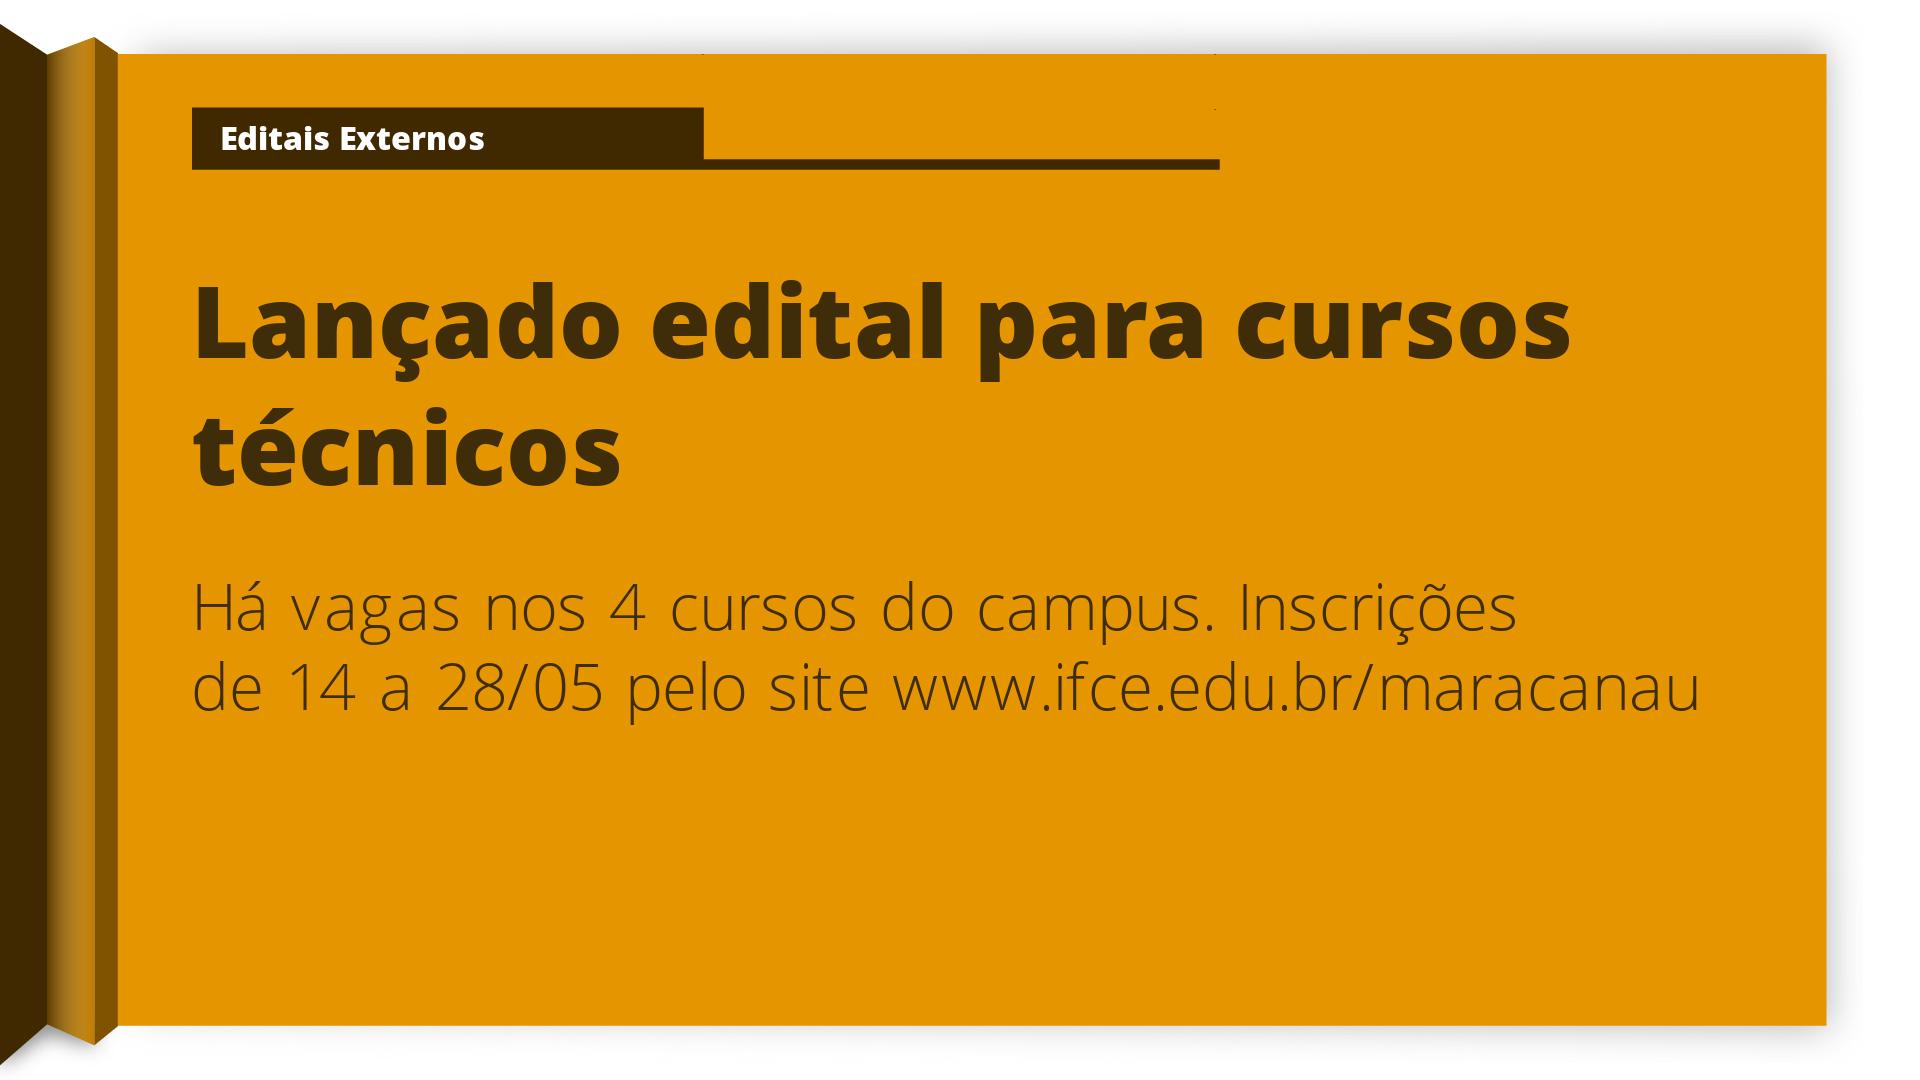 Editais Externos
Lançado edital para cursos
técnicos
Há vagas nos 4 cursos do campus. Inscrições
de 14 a 28/05 pelo site www.ifce.edu.br/maracanau